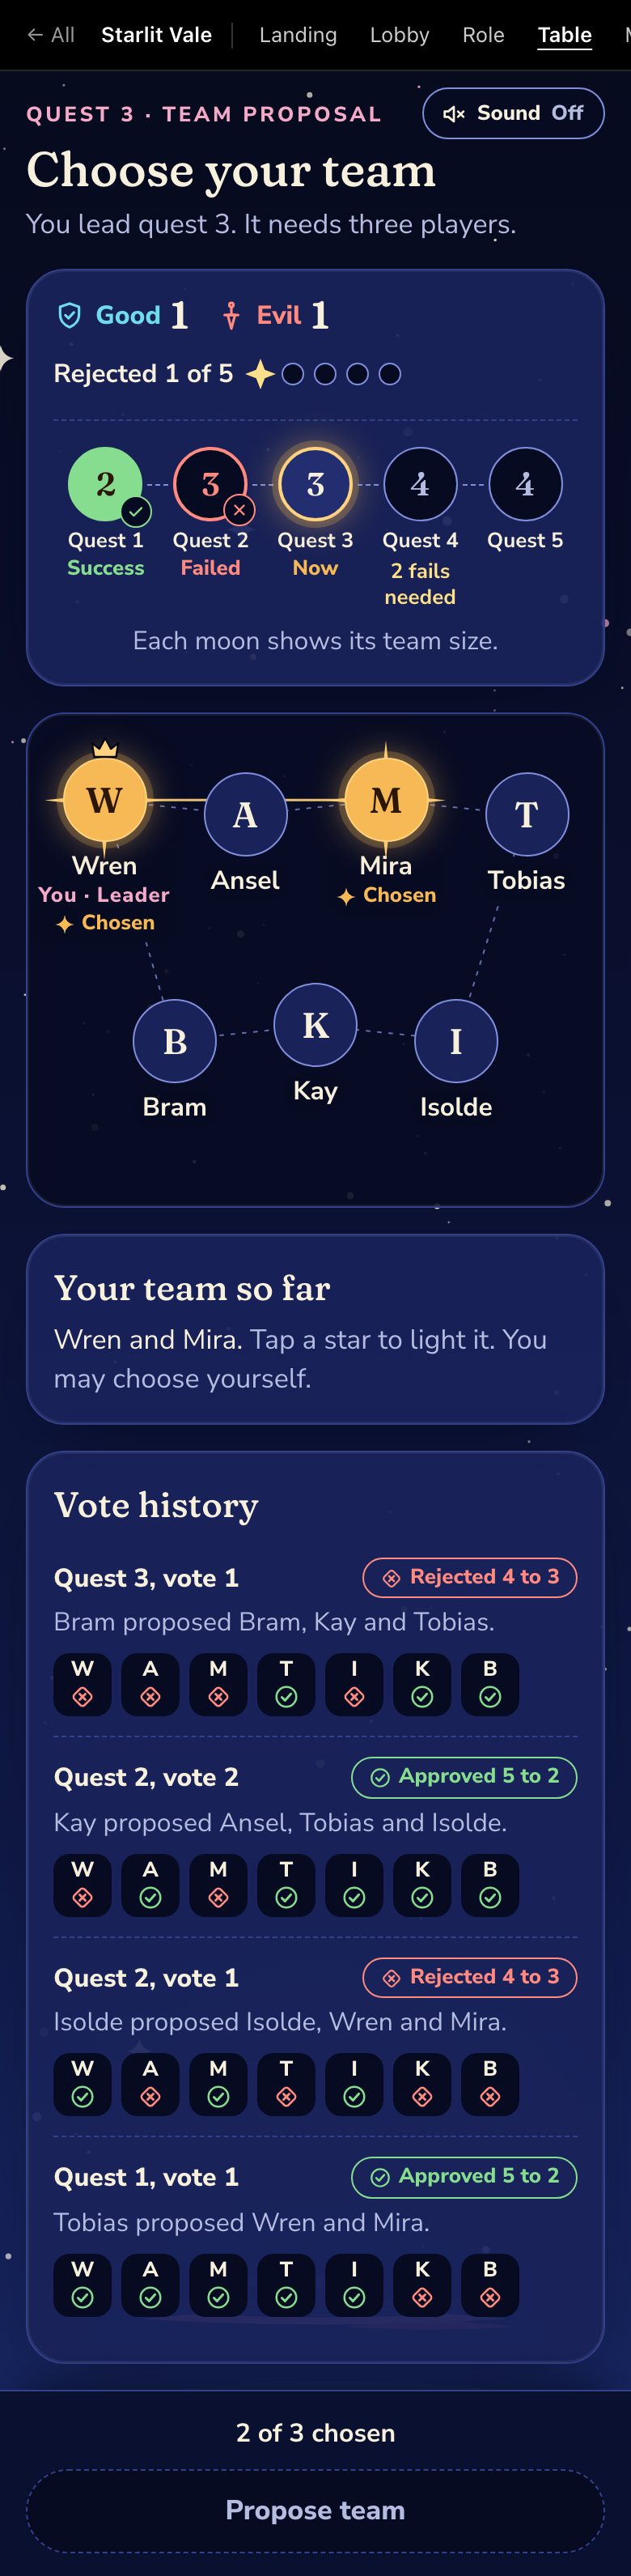 ← All Starlit Vale Landing Lobby Role Table
QUEST 3 · TEAM PROPOSAL
Sound Off
Choose your team
You lead quest 3. It needs three players.
Good 1 Evil 1
Rejected 1 of 5
2 3 3 4 4
Quest 1 Quest 2 Quest 3 Quest 4 Quest 5
Success Failed Now 2 fails
needed
Each moon shows its team size.
W A M T
Wren Ansel Mira Tobias
You · Leader Chosen
Chosen
B K I
Bram Kay Isolde
Your team so far
Wren and Mira. Tap a star to light it. You
may choose yourself.
Vote history
Quest 3, vote 1 Rejected 4 to 3
Bram proposed Bram, Kay and Tobias.
W A M T I K B
Quest 2, vote 2 Approved 5 to 2
Kay proposed Ansel, Tobias and Isolde.
W A M T I K B
Quest 2, vote 1 Rejected 4 to 3
Isolde proposed Isolde, Wren and Mira.
W A M T I K B
Quest 1, vote 1 Approved 5 to 2
Tobias proposed Wren and Mira.
W A M T I K B
2 of 3 chosen
Propose team